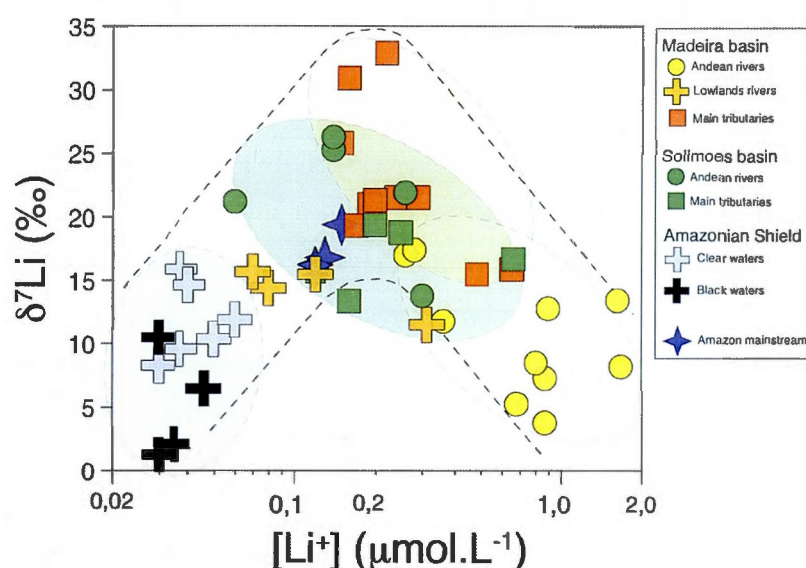 35
30
25
20
15
10
5
0
δ⁷Li (‰)
0,02
0,1
0,2
1,0
2,0
[Li⁺] (µmol.L⁻¹)
Madeira basin
Andean rivers
Lowlands rivers
Main tributaries
Solimoes basin
Andean rivers
Main tributaries
Amazonian Shield
Clear waters
Black waters
Amazon mainstream